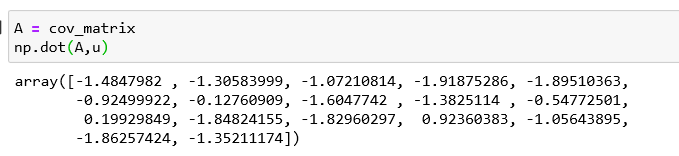 A = cov_matrix
np.dot(A,u)
array([-1.4847982 , -1.30583999, -1.07210814, -1.91875286, -1.89510363,
-0.92499922, -0.12760909, -1.6047742 , -1.3825114 , -0.54772501,
0.19929849, -1.84824155, -1.82960297,  0.92360383, -1.05643895,
-1.86257424, -1.35211174])